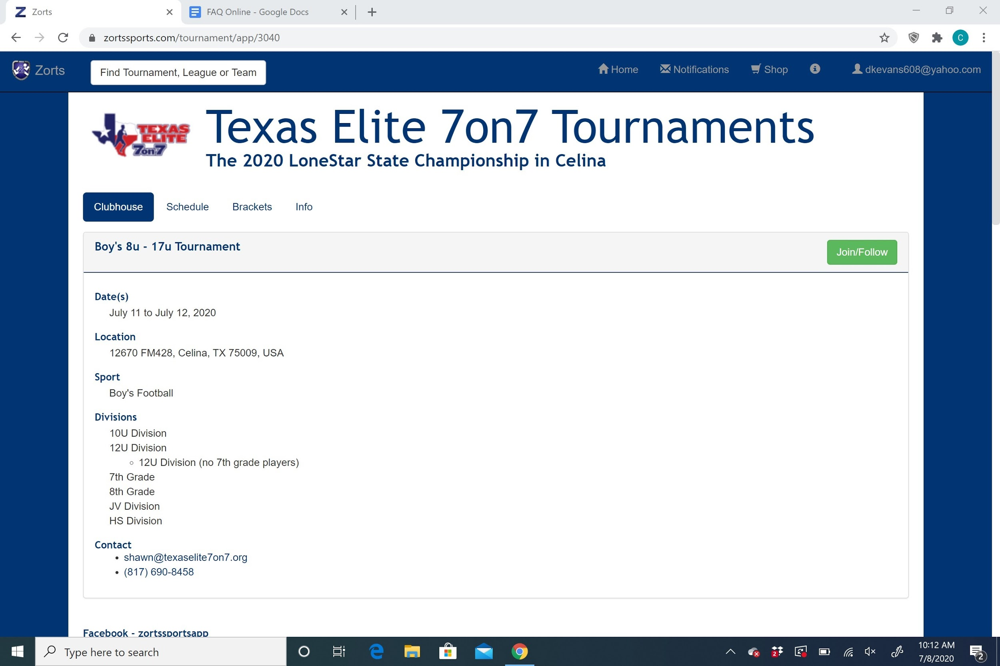 Zorts
FAQ Online - Google Docs
zortssports.com/tournament/app/3040
C
Zorts
Find Tournament, League or Team
Home
Notifications
Shop
dkevans608@yahoo.com
TEXAS
ELITE
7on7
Texas Elite 7on7 Tournaments
The 2020 LoneStar State Championship in Celina
Clubhouse
Schedule
Brackets
Info
Boy's 8u - 17u Tournament
Join/Follow
Date(s)
July 11 to July 12, 2020
Location
12670 FM428, Celina, TX 75009, USA
Sport
Boy's Football
Divisions
10U Division
12U Division
12U Division (no 7th grade players)
7th Grade
8th Grade
JV Division
HS Division
Contact
shawn@texaselite7on7.org
(817) 690-8458
Facebook - zortssportsapp
Type here to search
2
10:12 AM
7/8/2020
2